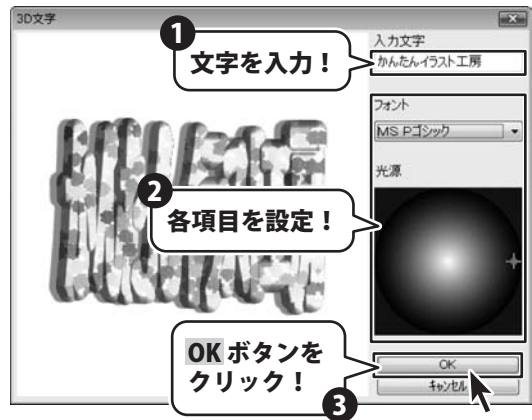 3D文字
1
文字を入力！
入力文字
かんたんイラスト工房
フォント
MS Pゴシック
光源
2
各項目を設定！
OKボタンを
クリック！
3
OK
キャンセル